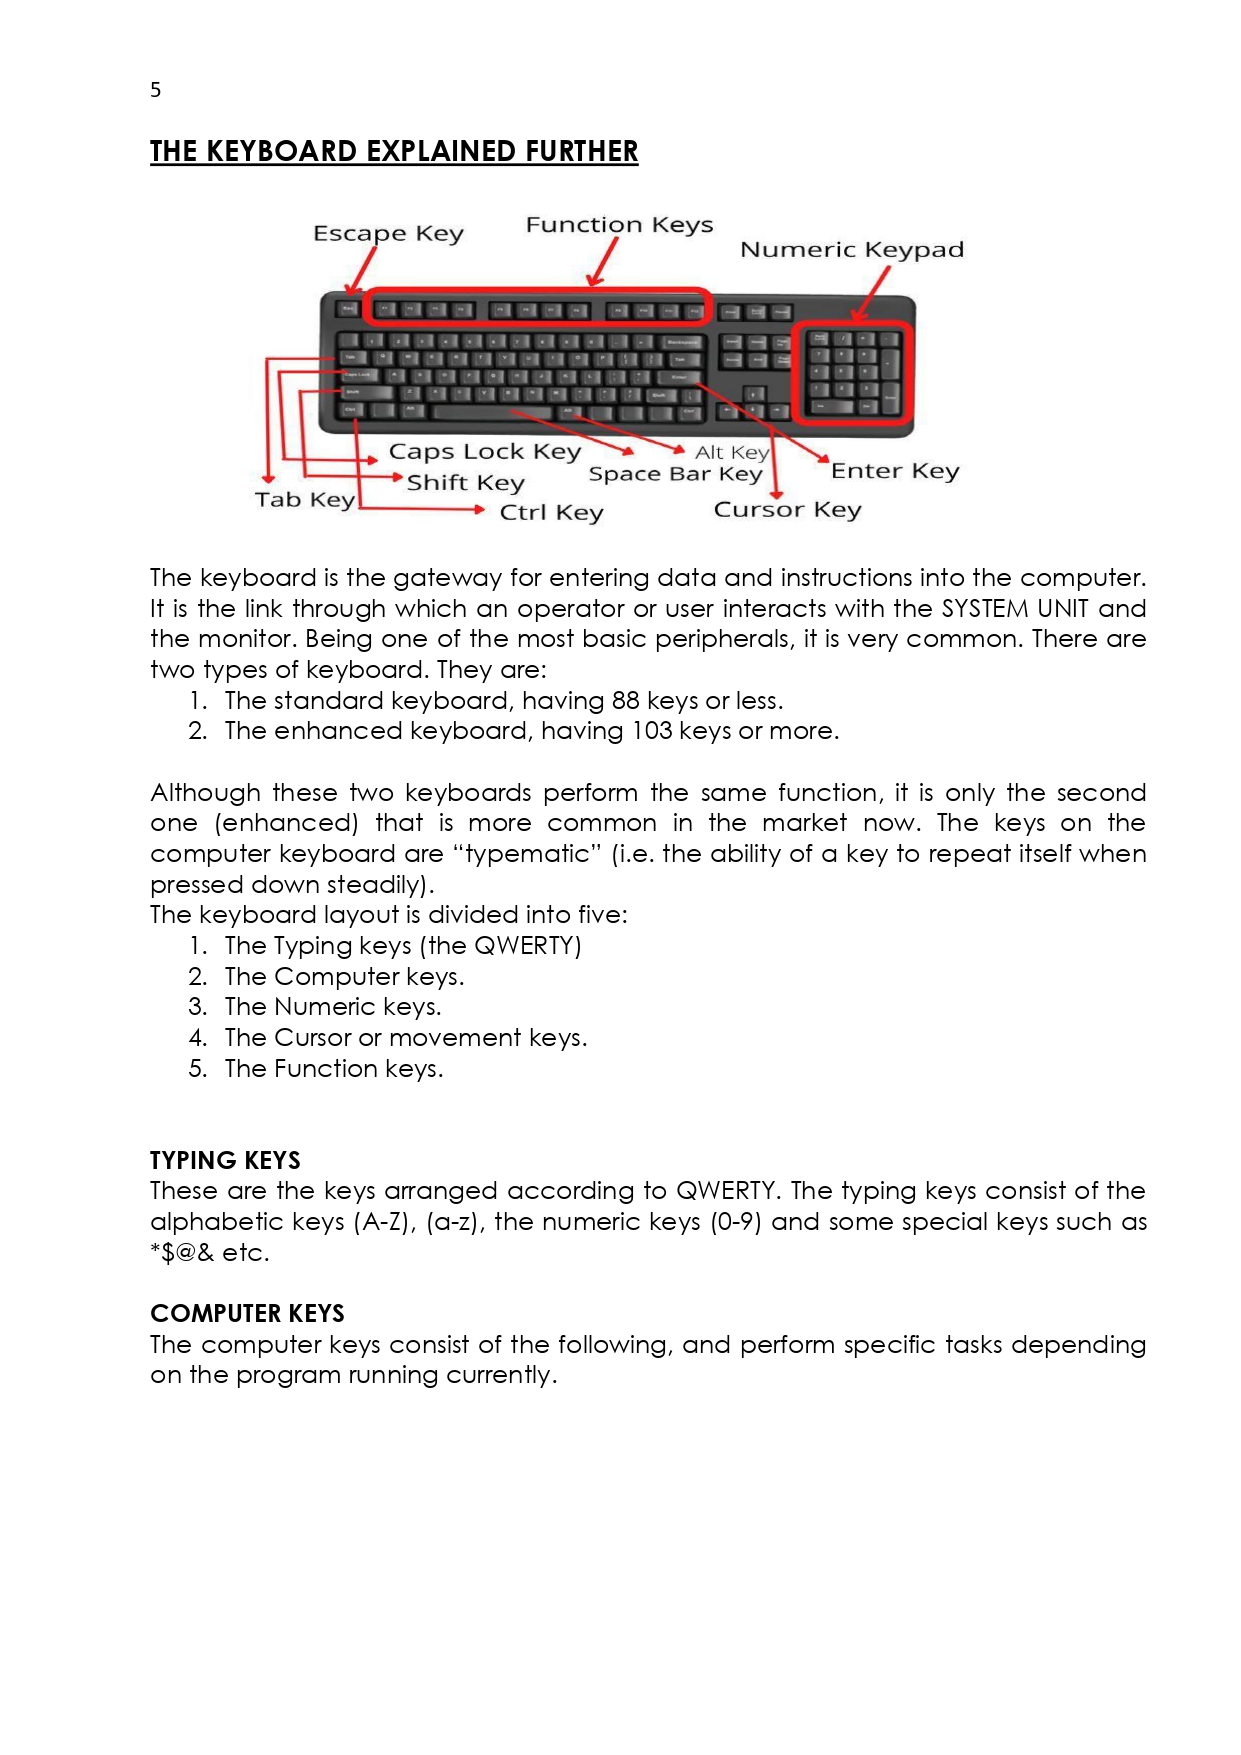 5
THE KEYBOARD EXPLAINED FURTHER
Escape Key
Function Keys
Numeric Keypad
Caps Lock Key
Alt Key
Shift Key
Space Bar Key
Enter Key
Tab Key
Ctrl Key
Cursor Key
The keyboard is the gateway for entering data and instructions into the computer.
It is the link through which an operator or user interacts with the SYSTEM UNIT and
the monitor. Being one of the most basic peripherals, it is very common. There are
two types of keyboard. They are:
1. The standard keyboard, having 88 keys or less.
2. The enhanced keyboard, having 103 keys or more.
Although these two keyboards perform the same function, it is only the second
one (enhanced) that is more common in the market now. The keys on the
computer keyboard are “typematic” (i.e. the ability of a key to repeat itself when
pressed down steadily).
The keyboard layout is divided into five:
1. The Typing keys (the QWERTY)
2. The Computer keys.
3. The Numeric keys.
4. The Cursor or movement keys.
5. The Function keys.
TYPING KEYS
These are the keys arranged according to QWERTY. The typing keys consist of the
alphabetic keys (A-Z), (a-z), the numeric keys (0-9) and some special keys such as
*$@& etc.
COMPUTER KEYS
The computer keys consist of the following, and perform specific tasks depending
on the program running currently.